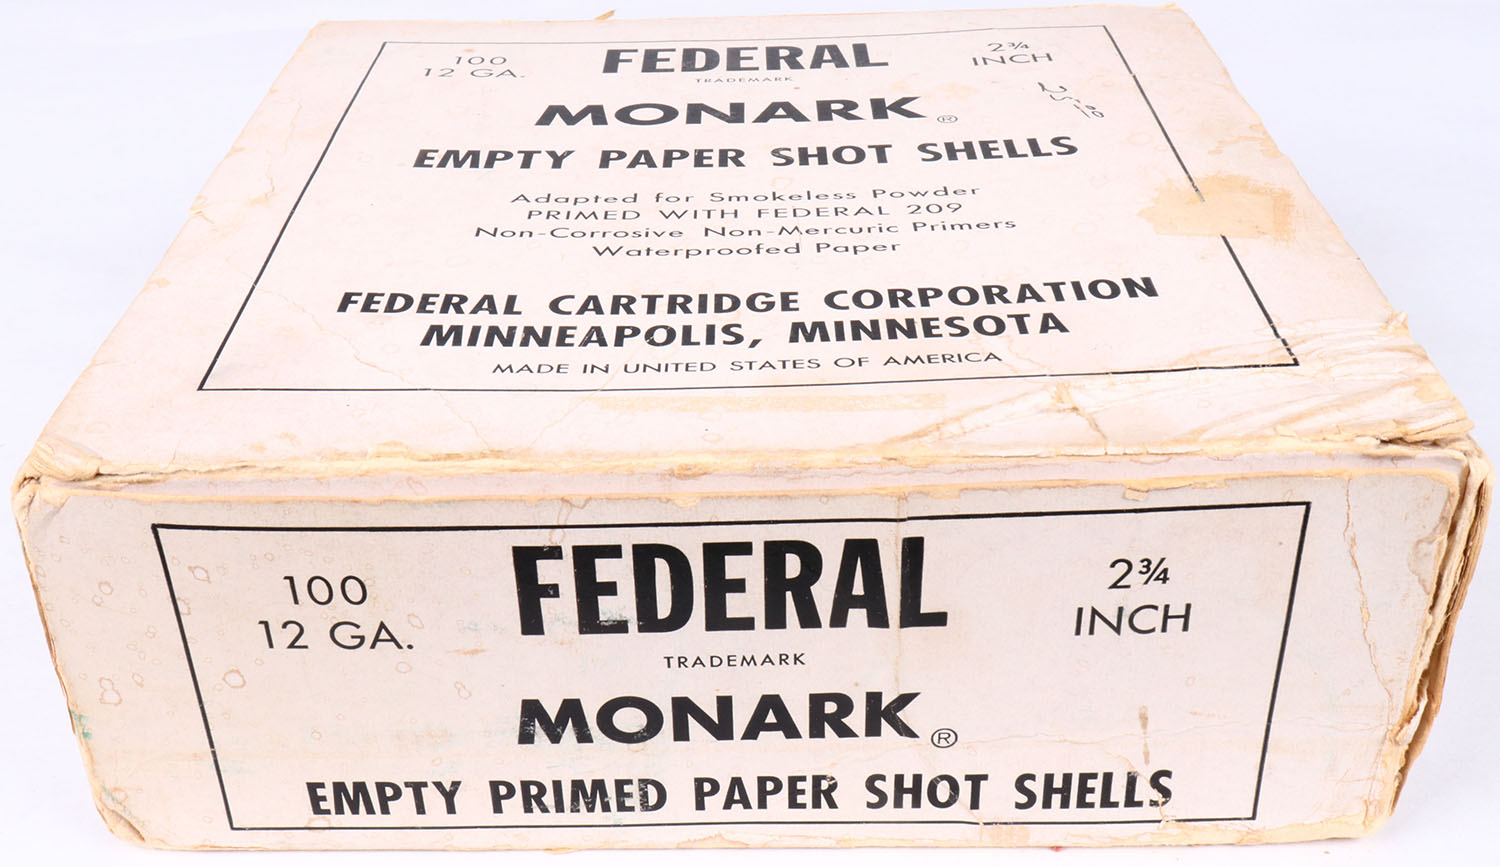 100
12 GA.
FEDERAL
TRADEMARK
2¾
INCH
MONARK ®
EMPTY PAPER SHOT SHELLS
Adapted for Smokeless Powder
PRIMED WITH FEDERAL 209
Non-Corrosive Non-Mercuric Primers
Waterproofed Paper
FEDERAL CARTRIDGE CORPORATION
MINNEAPOLIS, MINNESOTA
MADE IN UNITED STATES OF AMERICA
100
12 GA.
FEDERAL
TRADEMARK
2¾
INCH
MONARK ®
EMPTY PRIMED PAPER SHOT SHELLS